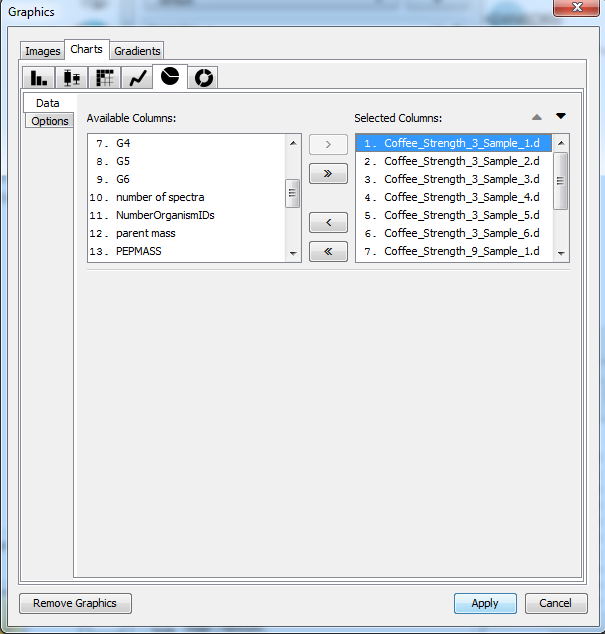 Graphics
Images Charts Gradients
Data
Options
Available Columns:
7. G4
8. G5
9. G6
10. number of spectra
11. NumberOrganismIDs
12. parent mass
13. PEPMASS
Selected Columns:
1. Coffee_Strength_3_Sample_1.d
2. Coffee_Strength_3_Sample_2.d
3. Coffee_Strength_3_Sample_3.d
4. Coffee_Strength_3_Sample_4.d
5. Coffee_Strength_3_Sample_5.d
6. Coffee_Strength_3_Sample_6.d
7. Coffee_Strength_9_Sample_1.d
Remove Graphics
Apply
Cancel